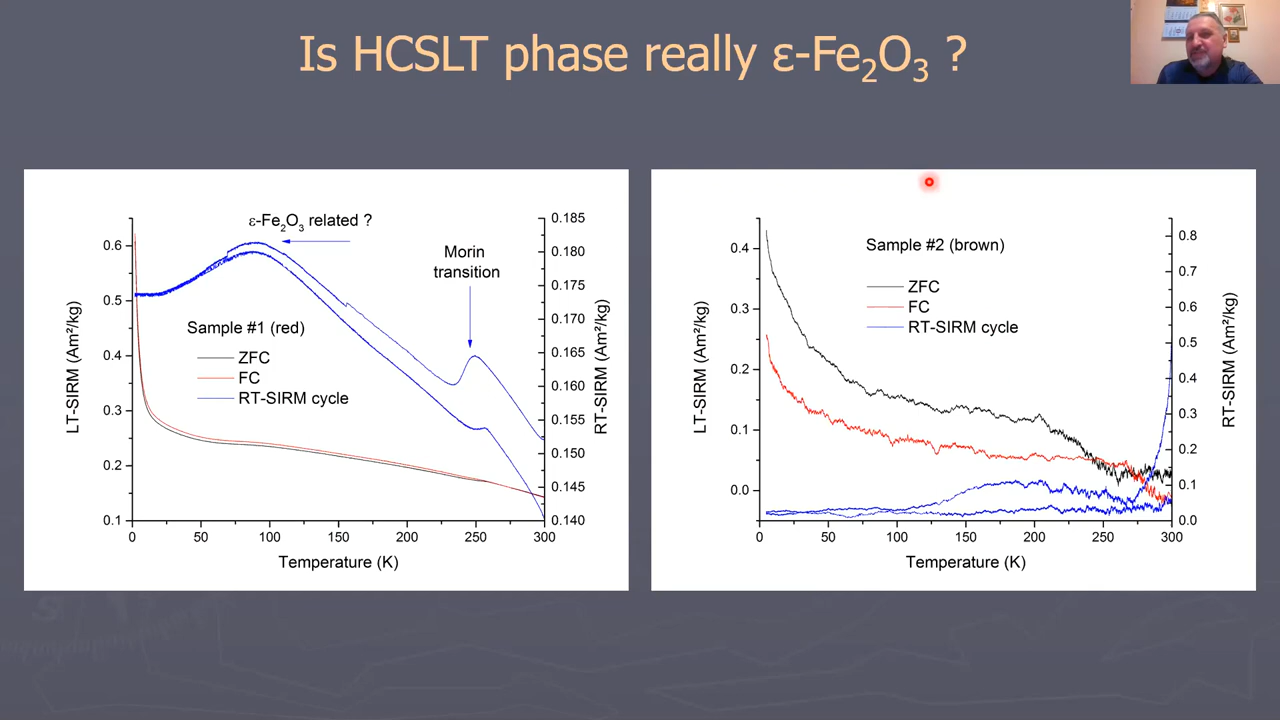 Is HCSLT phase really ε-Fe₂O₃ ?
ε-Fe₂O₃ related ?
Morin
transition
Sample #1 (red)
ZFC
FC
RT-SIRM cycle
LT-SIRM (Am²/kg)
0.6
0.5
0.4
0.3
0.2
0.1
RT-SIRM (Am²/kg)
0.185
0.180
0.175
0.170
0.165
0.160
0.155
0.150
0.145
0.140
0 50 100 150 200 250 300
Temperature (K)
Sample #2 (brown)
ZFC
FC
RT-SIRM cycle
LT-SIRM (Am²/kg)
0.4
0.3
0.2
0.1
0.0
RT-SIRM (Am²/kg)
0.8
0.7
0.6
0.5
0.4
0.3
0.2
0.1
0.0
0 50 100 150 200 250 300
Temperature (K)